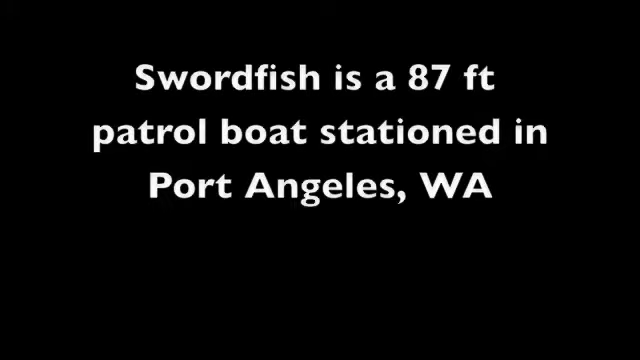 Swordfish is a 87 ft
patrol boat stationed in
Port Angeles, WA